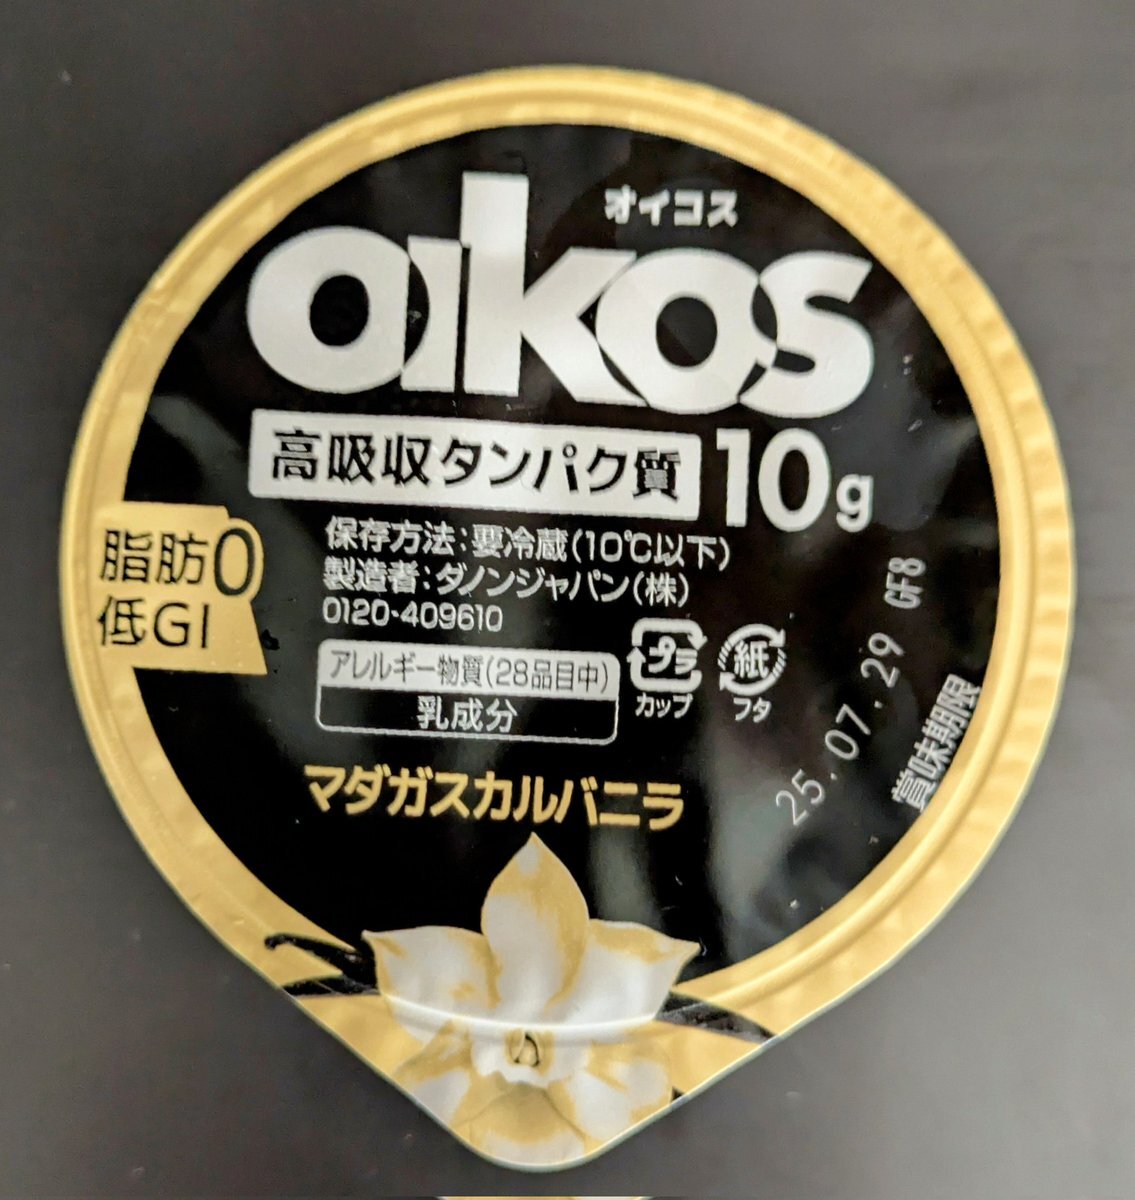 オイコス
oikos
高吸収タンパク質 10g
脂肪0
低GI
保存方法:要冷蔵(10℃以下)
製造者:ダノンジャパン(株)
0120-409610
アレルギー物質(28品目中)
乳成分
プラ
カップ
紙
フタ
マダガスカルバニラ
25.07.29 GF8
賞味期限